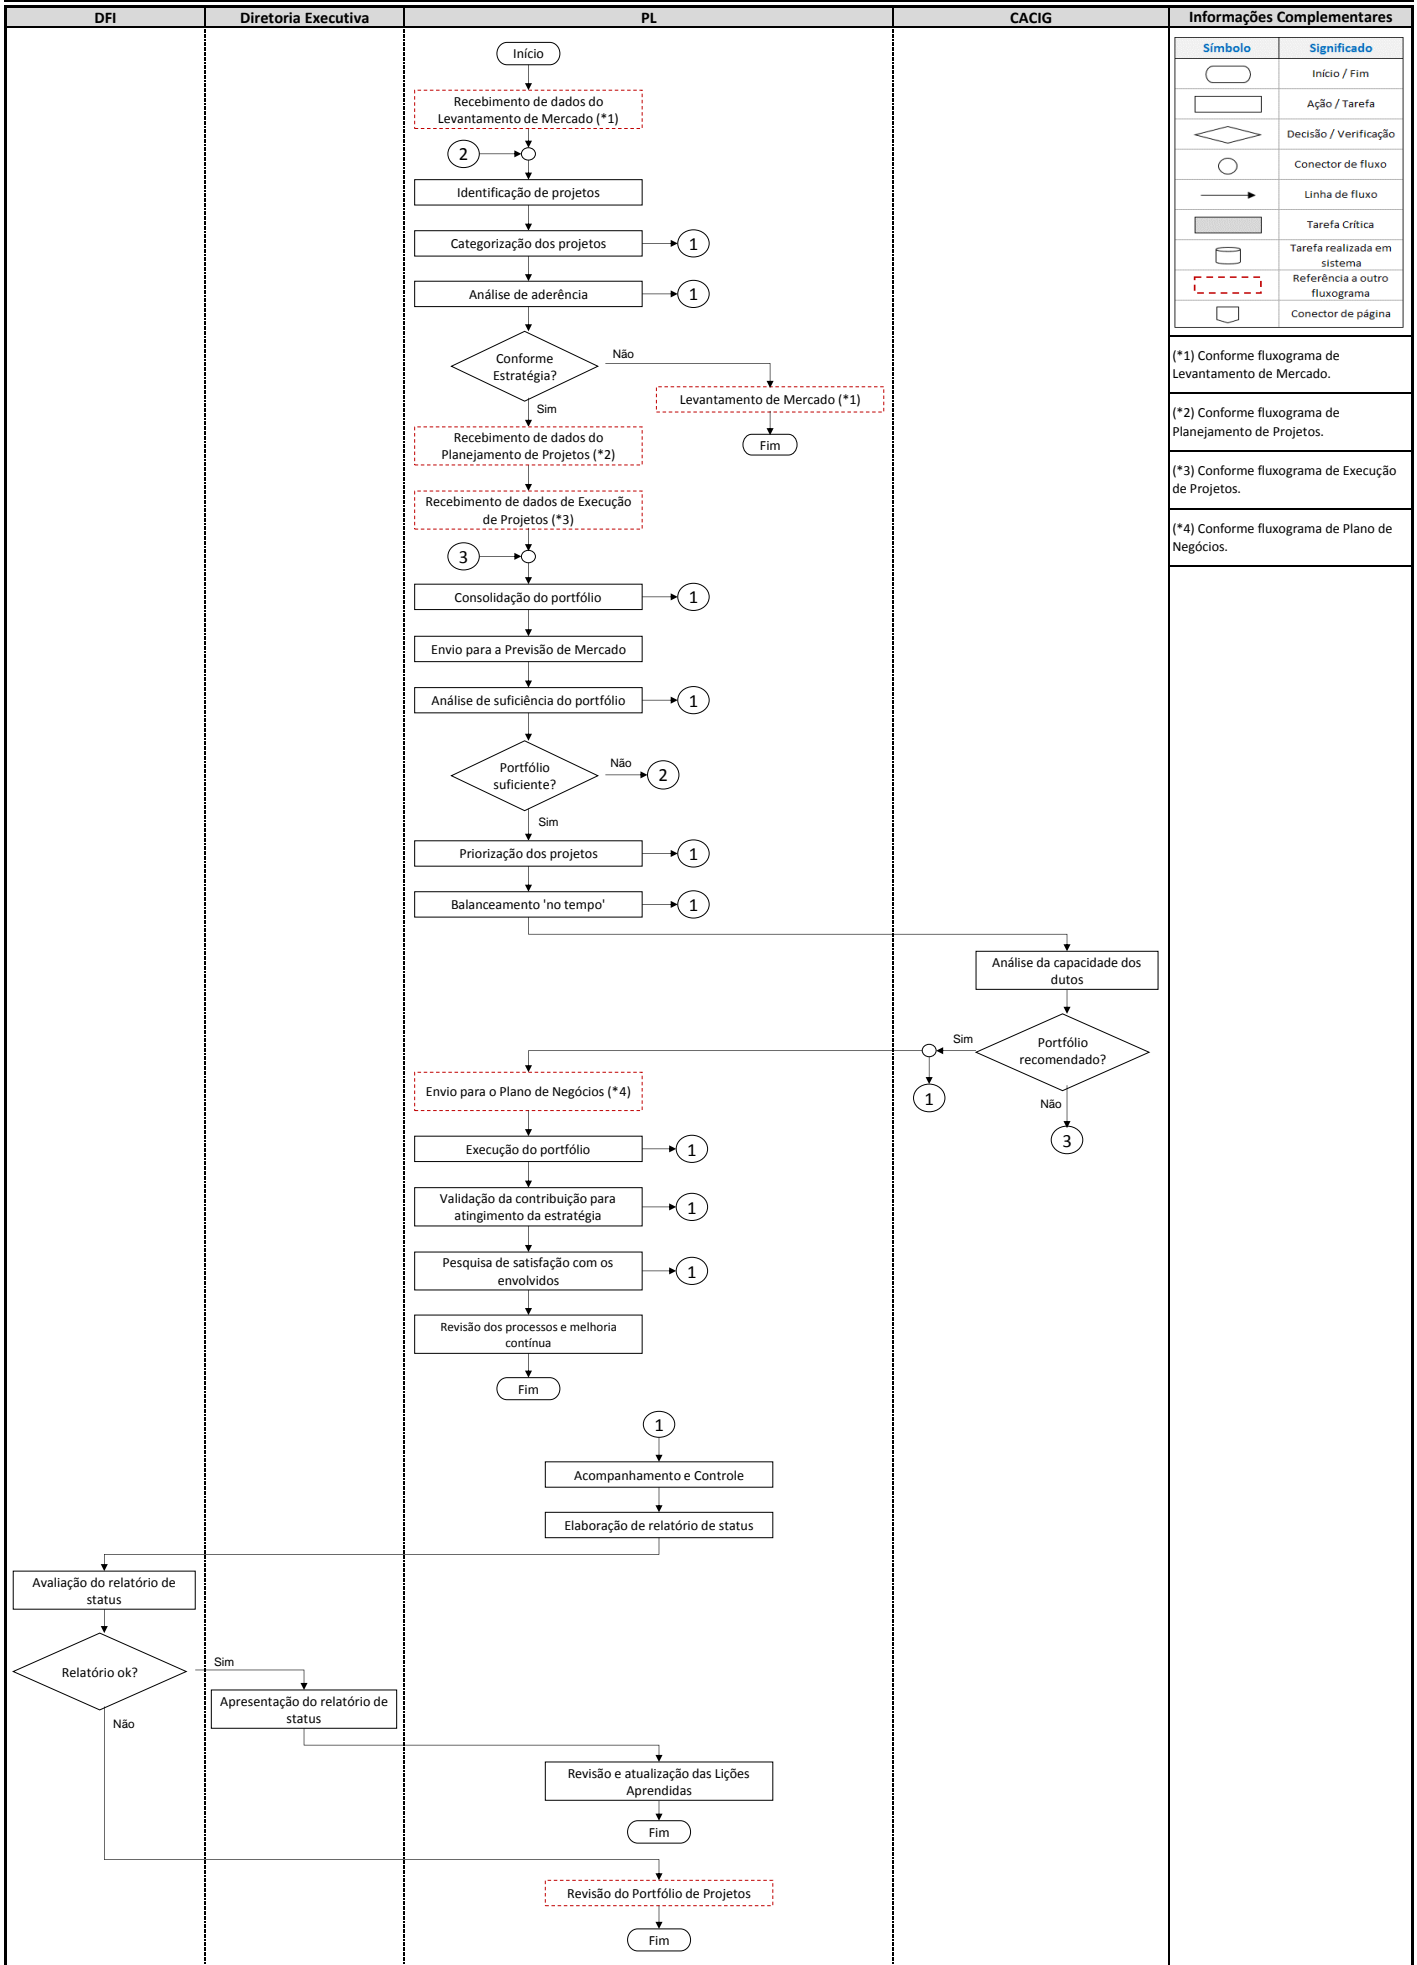 DFI
Diretoria Executiva
PL
CACIG
Informações Complementares
Início
Recebimento de dados do
Levantamento de Mercado (*1)
2
Identificação de projetos
Categorização dos projetos
1
Análise de aderência
1
Conforme
Estratégia?
Não
Sim
Levantamento de Mercado (*1)
Fim
Recebimento de dados do
Planejamento de Projetos (*2)
Recebimento de dados de Execução
de Projetos (*3)
3
Consolidação do portfólio
1
Envio para a Previsão de Mercado
Análise de suficiência do portfólio
1
Portfólio
suficiente?
Não
2
Sim
Priorização dos projetos
1
Balanceamento 'no tempo'
1
Análise da capacidade dos
dutos
Portfólio
recomendado?
Sim
1
Não
3
Envio para o Plano de Negócios (*4)
Execução do portfólio
1
Validação da contribuição para
atingimento da estratégia
1
Pesquisa de satisfação com os
envolvidos
1
Revisão dos processos e melhoria
contínua
Fim
1
Acompanhamento e Controle
Elaboração de relatório de status
Avaliação do relatório de
status
Relatório ok?
Sim
Não
Apresentação do relatório de
status
Revisão e atualização das Lições
Aprendidas
Fim
Revisão do Portfólio de Projetos
Fim
Símbolo
Significado
Início / Fim
Ação / Tarefa
Decisão / Verificação
Conector de fluxo
Linha de fluxo
Tarefa Crítica
Tarefa realizada em
sistema
Referência a outro
fluxograma
Conector de página
(*1) Conforme fluxograma de
Levantamento de Mercado.
(*2) Conforme fluxograma de
Planejamento de Projetos.
(*3) Conforme fluxograma de Execução
de Projetos.
(*4) Conforme fluxograma de Plano de
Negócios.